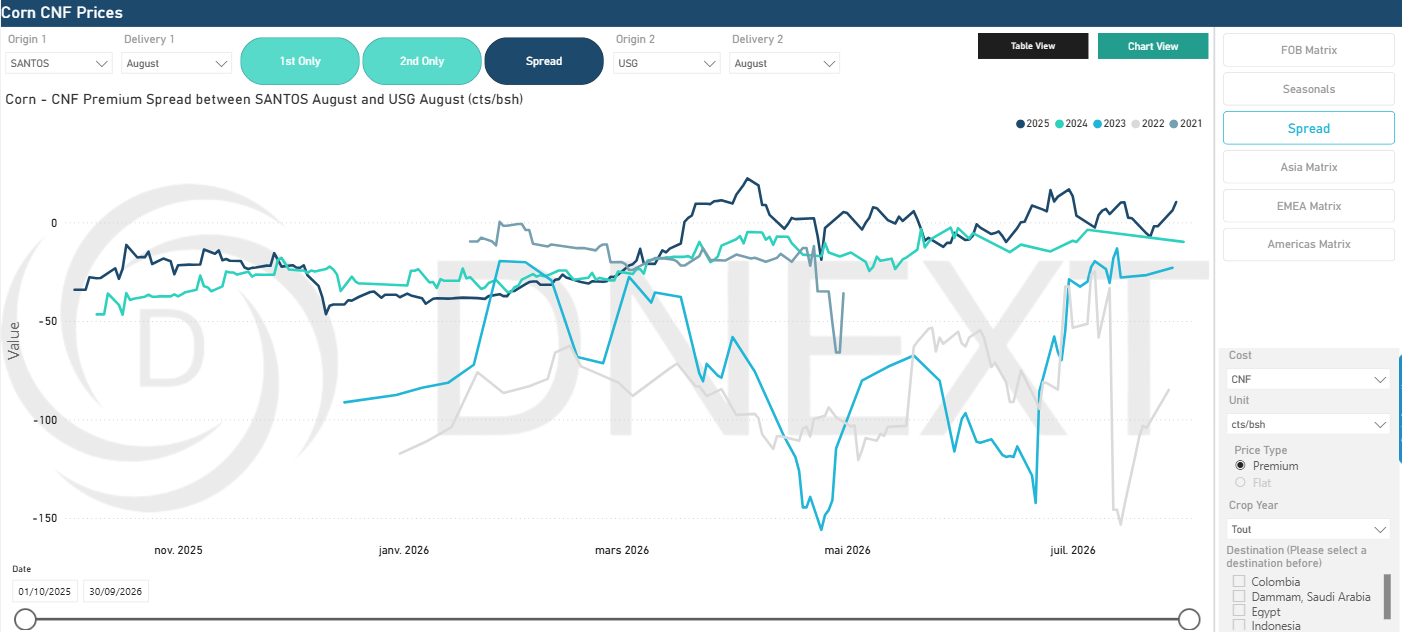 Corn CNF Prices
Origin 1
Delivery 1
SANTOS
August
1st Only
2nd Only
Spread
Origin 2
Delivery 2
USG
August
Table View
Chart View
Corn - CNF Premium Spread between SANTOS August and USG August (cts/bsh)
2025 2024 2023 2022 2021
Value
0
-50
-100
-150
D
DNEXT
nov. 2025
janv. 2026
mars 2026
mai 2026
juil. 2026
Date
01/10/2025
30/09/2026
FOB Matrix
Seasonals
Spread
Asia Matrix
EMEA Matrix
Americas Matrix
Cost
CNF
Unit
cts/bsh
Price Type
Premium
Flat
Crop Year
Tout
Destination (Please select a
destination before)
Colombia
Dammam, Saudi Arabia
Egypt
Indonesia